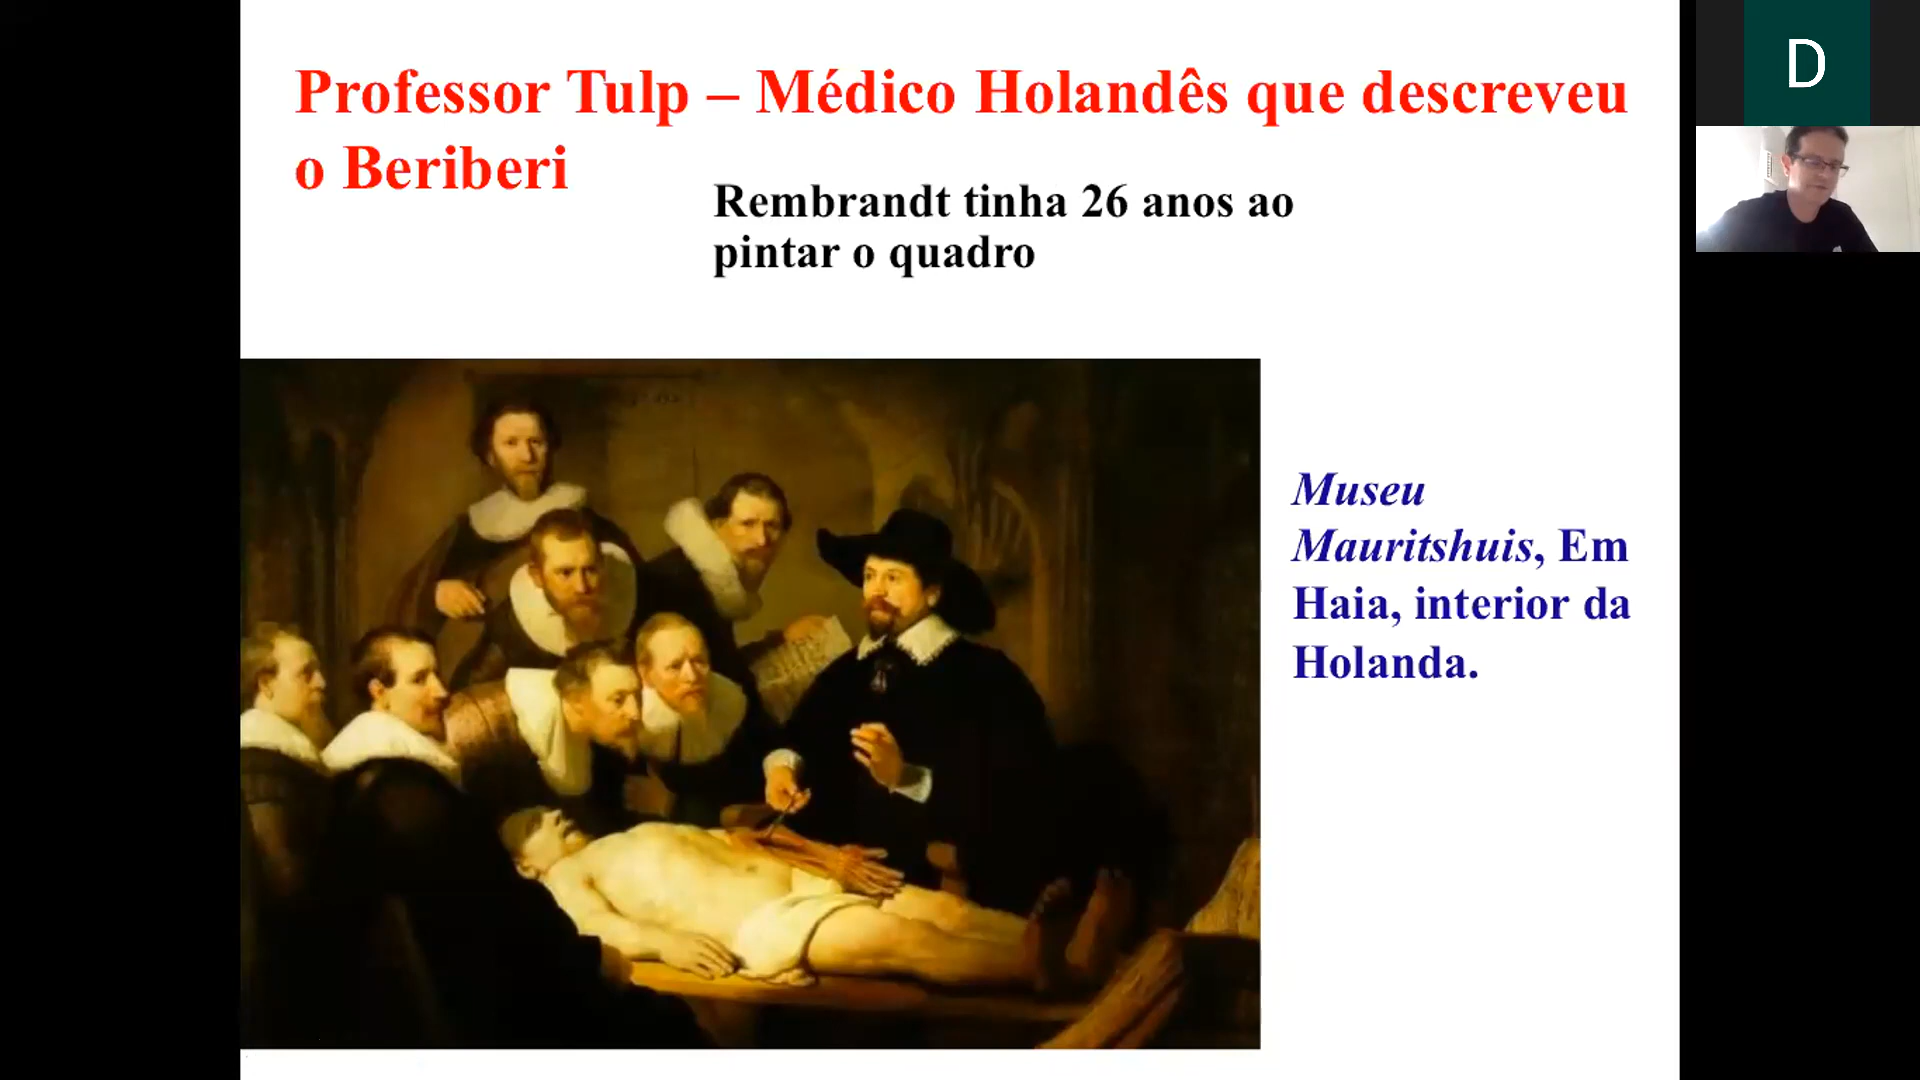 Professor Tulp – Médico Holandês que descreveu
o Beriberi
Rembrandt tinha 26 anos ao
pintar o quadro
Museu
Mauritshuis, Em
Haia, interior da
Holanda.
D